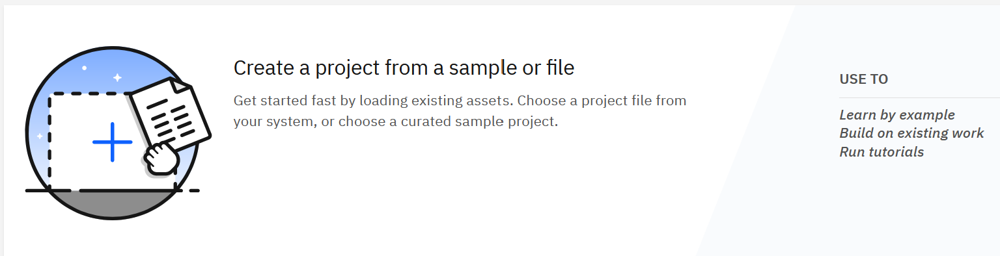 Create a project from a sample or file
Get started fast by loading existing assets. Choose a project file from
your system, or choose a curated sample project.
USE TO
Learn by example
Build on existing work
Run tutorials